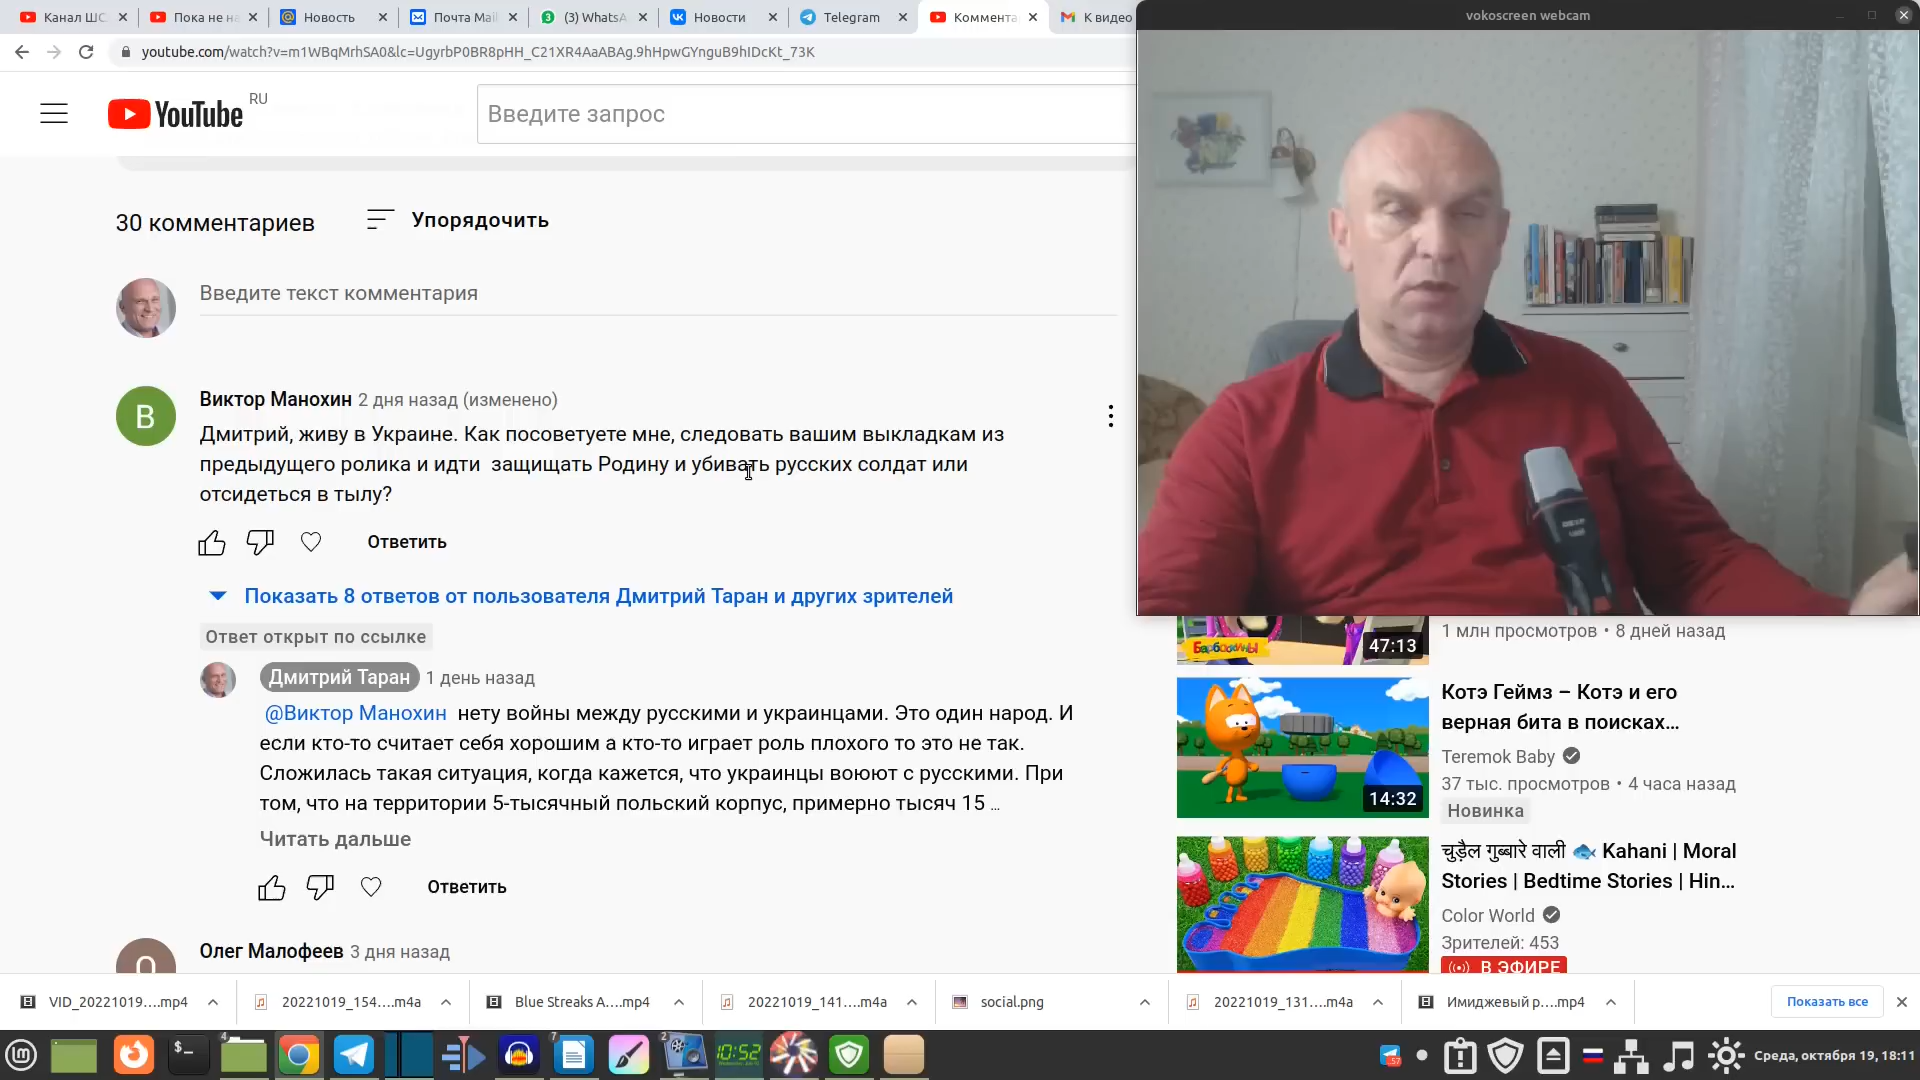 Канал ШС
Пока не н
Новость
Почта Mai
(3) WhatsA
Новости
Telegram
Коммента
К видео
vokoscreen webcam
youtube.com/watch?v=m1WBqMrhSA0&lc=UgyrbP0BR8pHH_C21XR4AaABAg.9hHpwGYnguB9hIDcKt_73K
YouTube RU
Введите запрос
30 комментариев
Упорядочить
Введите текст комментария
В
Виктор Манохин 2 дня назад (изменено)
Дмитрий, живу в Украине. Как посоветуете мне, следовать вашим выкладкам из
предыдущего ролика и идти защищать Родину и убивать русских солдат или
отсидеться в тылу?
Ответить
Показать 8 ответов от пользователя Дмитрий Таран и других зрителей
Ответ открыт по ссылке
Дмитрий Таран 1 день назад
@Виктор Манохин нету войны между русскими и украинцами. Это один народ. И
если кто-то считает себя хорошим а кто-то играет роль плохого то это не так.
Сложилась такая ситуация, когда кажется, что украинцы воюют с русскими. При
том, что на территории 5-тысячный польский корпус, примерно тысяч 15 ...
Читать дальше
Ответить
О
Олег Малофеев 3 дня назад
Барбоскины
47:13
1 млн просмотров • 8 дней назад
14:32
Котэ Геймз – Котэ и его
верная бита в поисках...
Teremok Baby
37 тыс. просмотров • 4 часа назад
Новинка
चुड़ैल गुब्बारे वाली 🐟 Kahani | Moral
Stories | Bedtime Stories | Hin...
Color World
Зрителей: 453
В ЭФИРЕ
VID_20221019....mp4
20221019_154....m4a
Blue Streaks A....mp4
20221019_141....m4a
social.png
20221019_131....m4a
Имиджевый р....mp4
Показать все
4
7
2
10:52
57
Среда, октября 19, 18:11